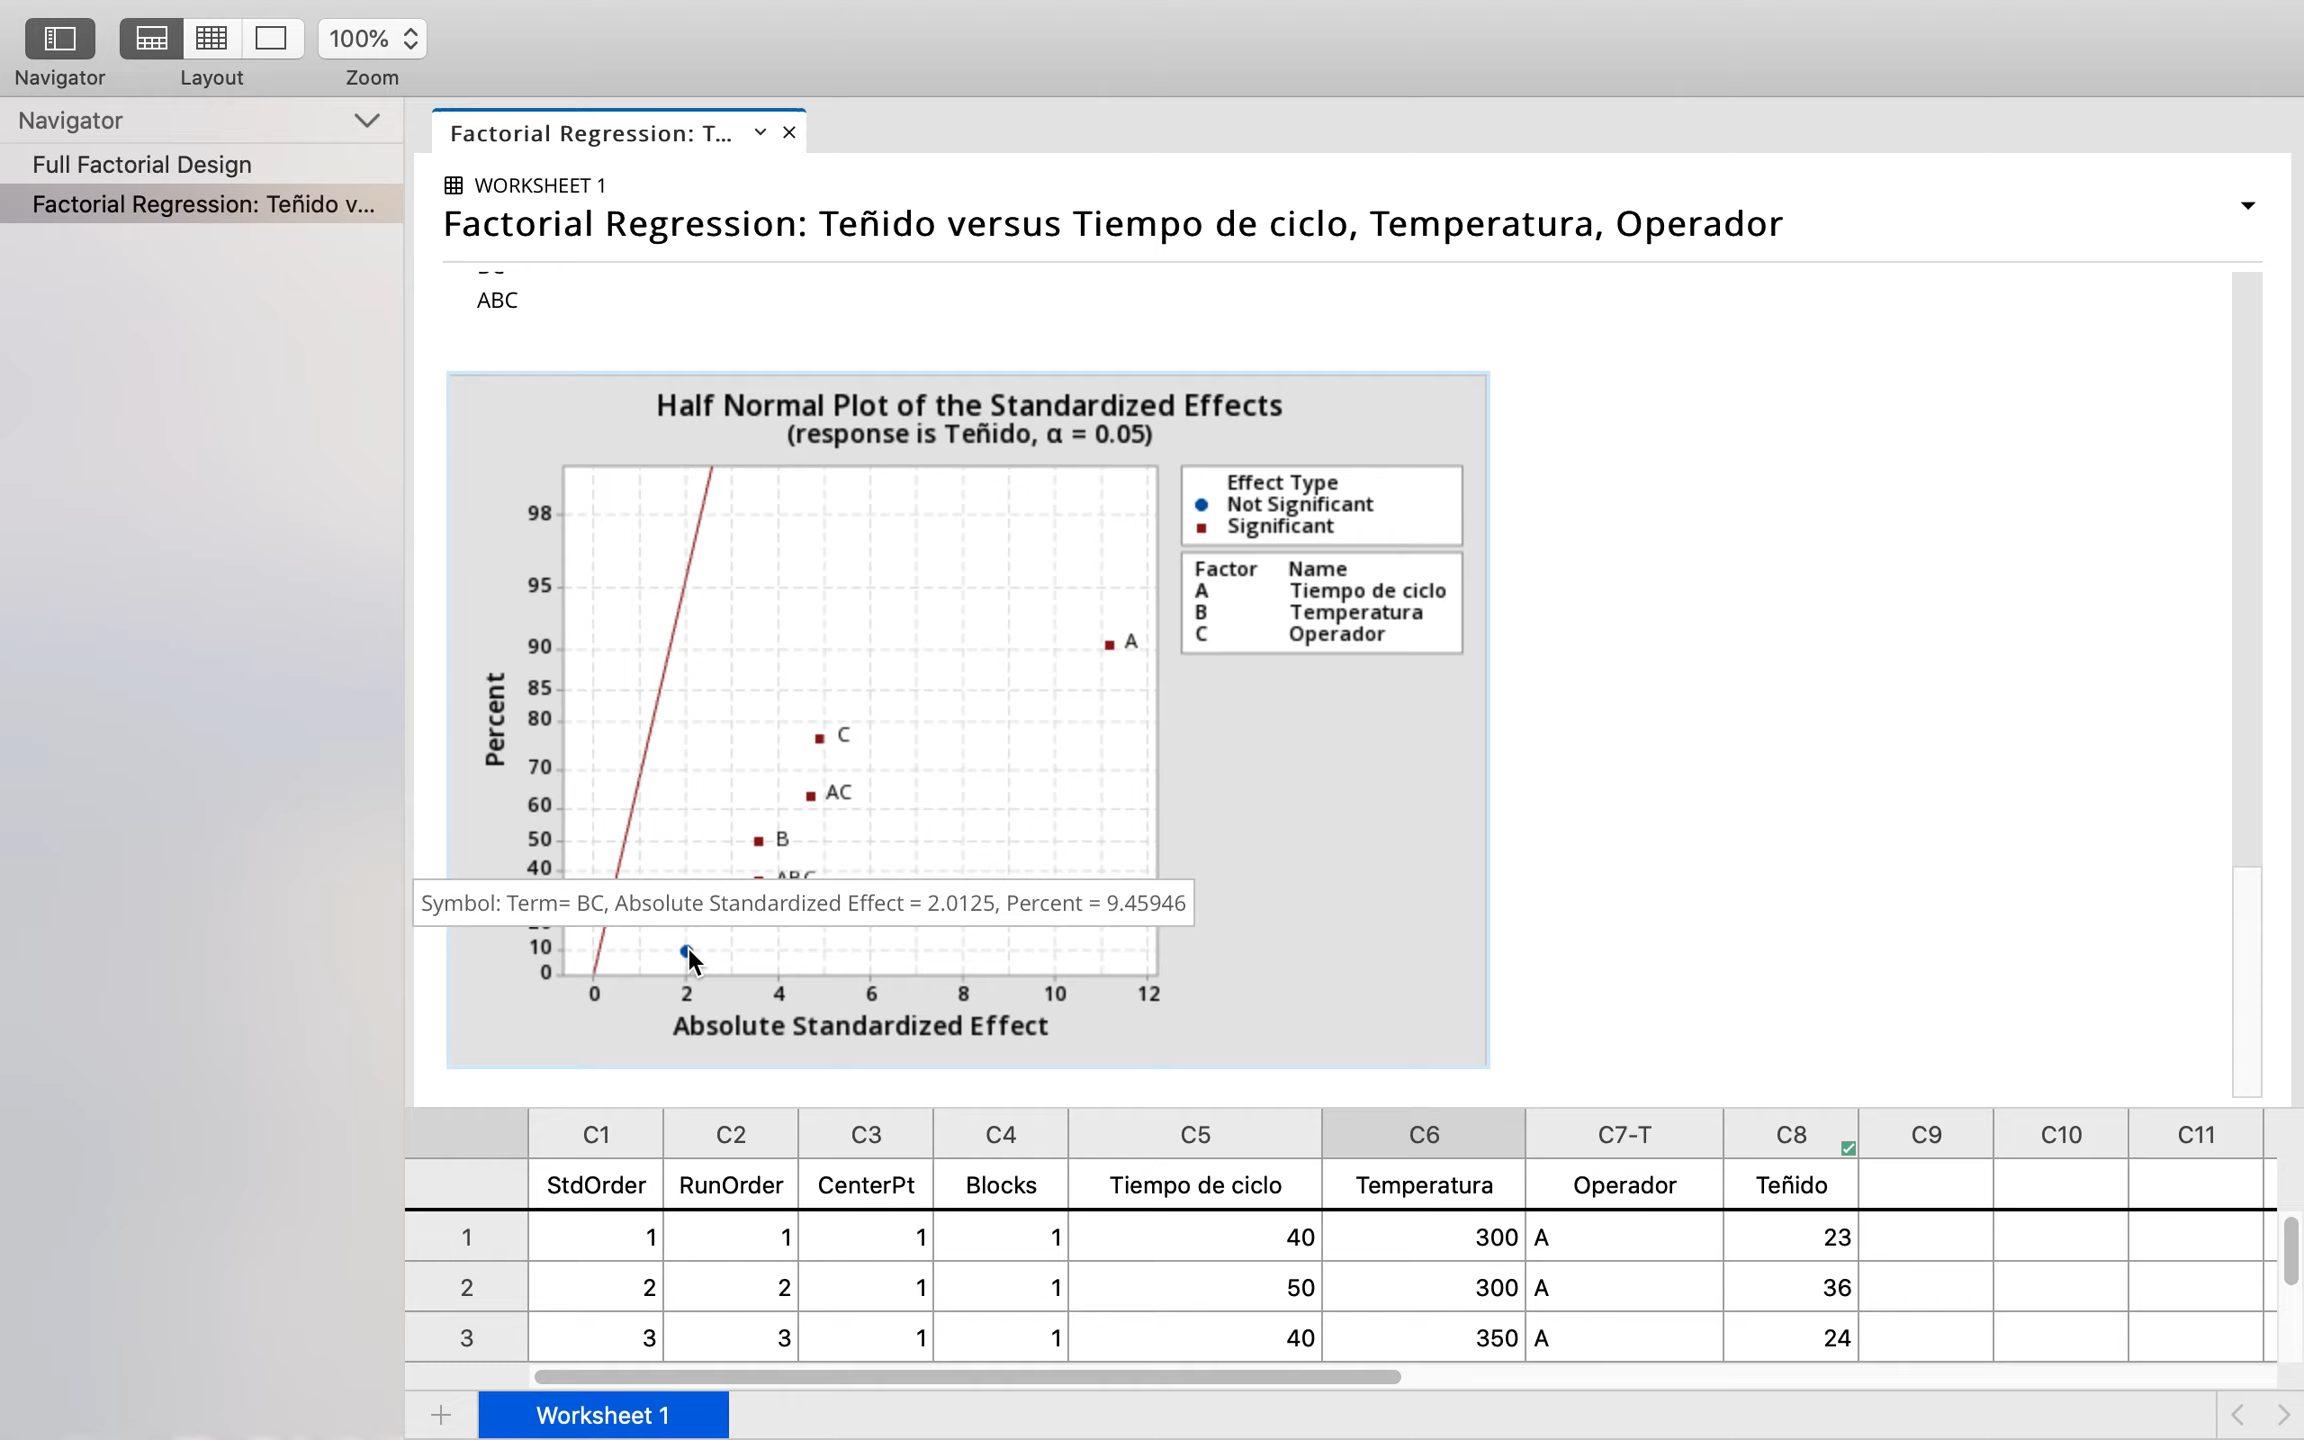 100%
Navigator
Layout
Zoom
Navigator
Full Factorial Design
Factorial Regression: Teñido v...
Factorial Regression: T...
WORKSHEET 1
Factorial Regression: Teñido versus Tiempo de ciclo, Temperatura, Operador
ABC
Half Normal Plot of the Standardized Effects
(response is Teñido, α = 0.05)
Effect Type
Not Significant
Significant
Factor Name
A Tiempo de ciclo
B Temperatura
C Operador
Percent
98
95
90
85
80
70
60
50
40
10
0
A
C
AC
B
ABC
Symbol: Term= BC, Absolute Standardized Effect = 2.0125, Percent = 9.45946
0 2 4 6 8 10 12
Absolute Standardized Effect
C1 C2 C3 C4 C5 C6 C7-T C8 C9 C10 C11
StdOrder RunOrder CenterPt Blocks Tiempo de ciclo Temperatura Operador Teñido
1 1 1 1 1 40 300 A 23
2 2 2 1 1 50 300 A 36
3 3 3 1 1 40 350 A 24
Worksheet 1